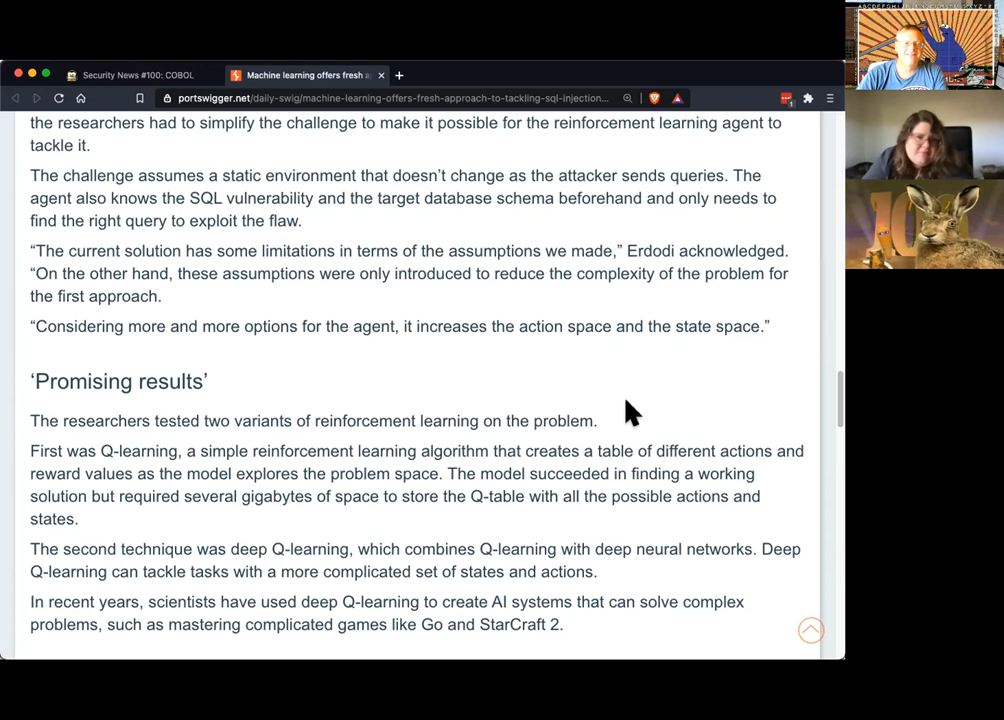 ABCDEFGH
Security News #100: COBOL
Machine learning offers fresh a
portswigger.net/daily-swig/machine-learning-offers-fresh-approach-to-tackling-sql-injection...
1
the researchers had to simplify the challenge to make it possible for the reinforcement learning agent to
tackle it.
The challenge assumes a static environment that doesn’t change as the attacker sends queries. The
agent also knows the SQL vulnerability and the target database schema beforehand and only needs to
find the right query to exploit the flaw.
“The current solution has some limitations in terms of the assumptions we made,” Erdodi acknowledged.
“On the other hand, these assumptions were only introduced to reduce the complexity of the problem for
the first approach.
“Considering more and more options for the agent, it increases the action space and the state space.”
‘Promising results’
The researchers tested two variants of reinforcement learning on the problem.
First was Q-learning, a simple reinforcement learning algorithm that creates a table of different actions and
reward values as the model explores the problem space. The model succeeded in finding a working
solution but required several gigabytes of space to store the Q-table with all the possible actions and
states.
The second technique was deep Q-learning, which combines Q-learning with deep neural networks. Deep
Q-learning can tackle tasks with a more complicated set of states and actions.
In recent years, scientists have used deep Q-learning to create AI systems that can solve complex
problems, such as mastering complicated games like Go and StarCraft 2.
100